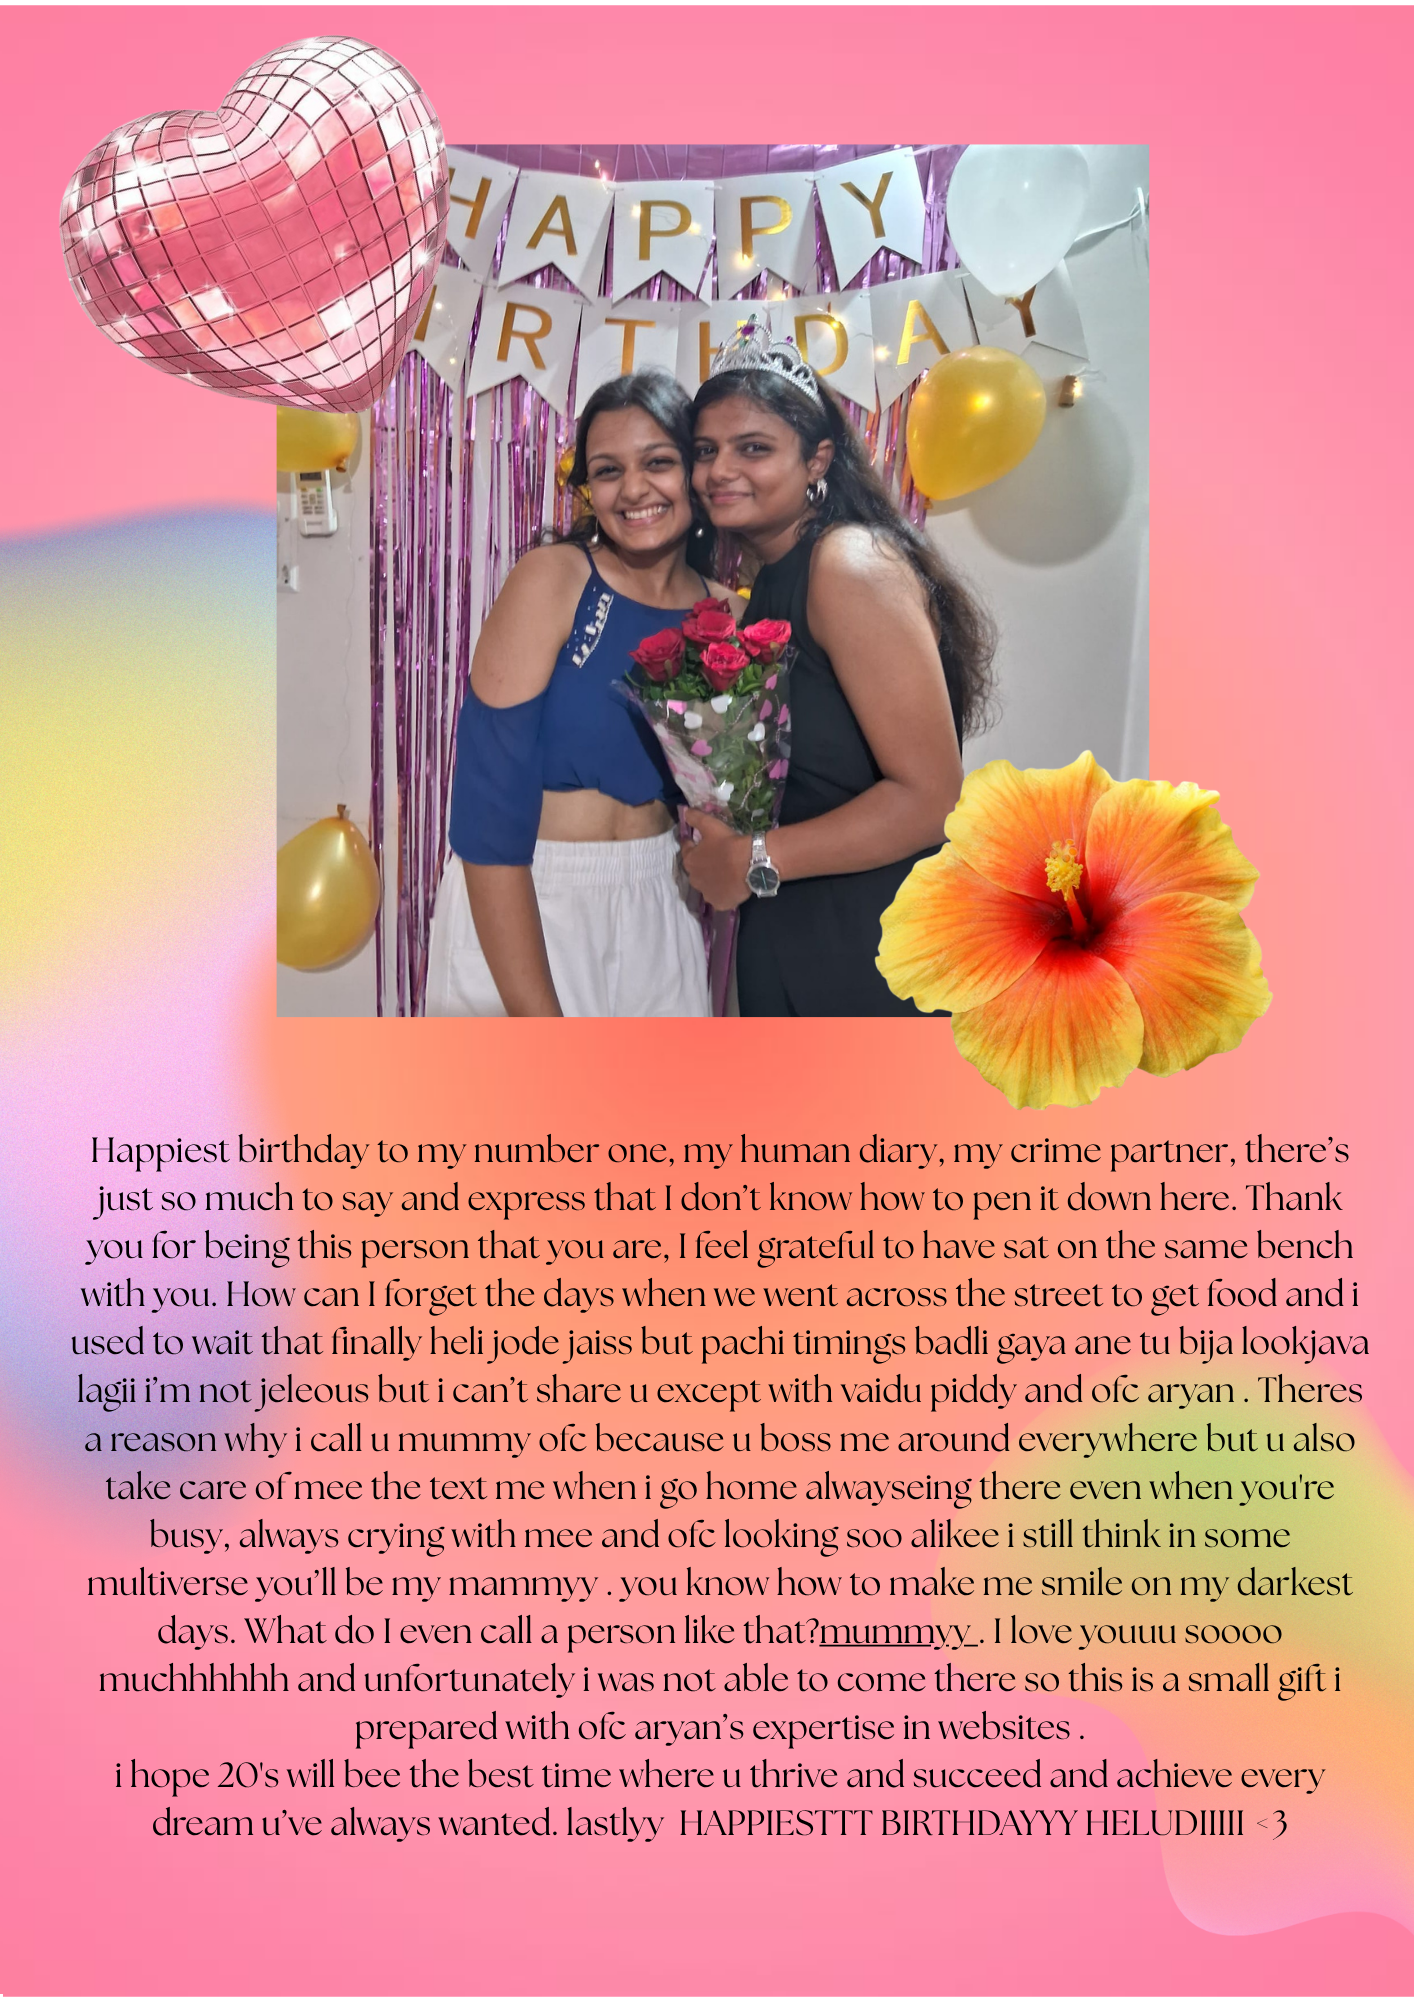 HAPPY
IRTHDAY
Happiest birthday to my number one, my human diary, my crime partner, there’s
just so much to say and express that I don’t know how to pen it down here. Thank
you for being this person that you are, I feel grateful to have sat on the same bench
with you. How can I forget the days when we went across the street to get food and i
used to wait that finally heli jode jaiss but pachi timings badli gaya ane tu bija lookjava
lagii i’m not jeleous but i can’t share u except with vaidu piddy and ofc aryan . Theres
a reason why i call u mummy ofc because u boss me around everywhere but u also
take care of mee the text me when i go home alwayseing there even when you're
busy, always crying with mee and ofc looking soo alikee i still think in some
multiverse you’ll be my mammyy . you know how to make me smile on my darkest
days. What do I even call a person like that?mummyy . I love youuu soooo
muchhhhhh and unfortunately i was not able to come there so this is a small gift i
prepared with ofc aryan’s expertise in websites .
i hope 20's will bee the best time where u thrive and succeed and achieve every
dream u’ve always wanted. lastlyy HAPPIESTTT BIRTHDAYYY HELUDIIIII <3